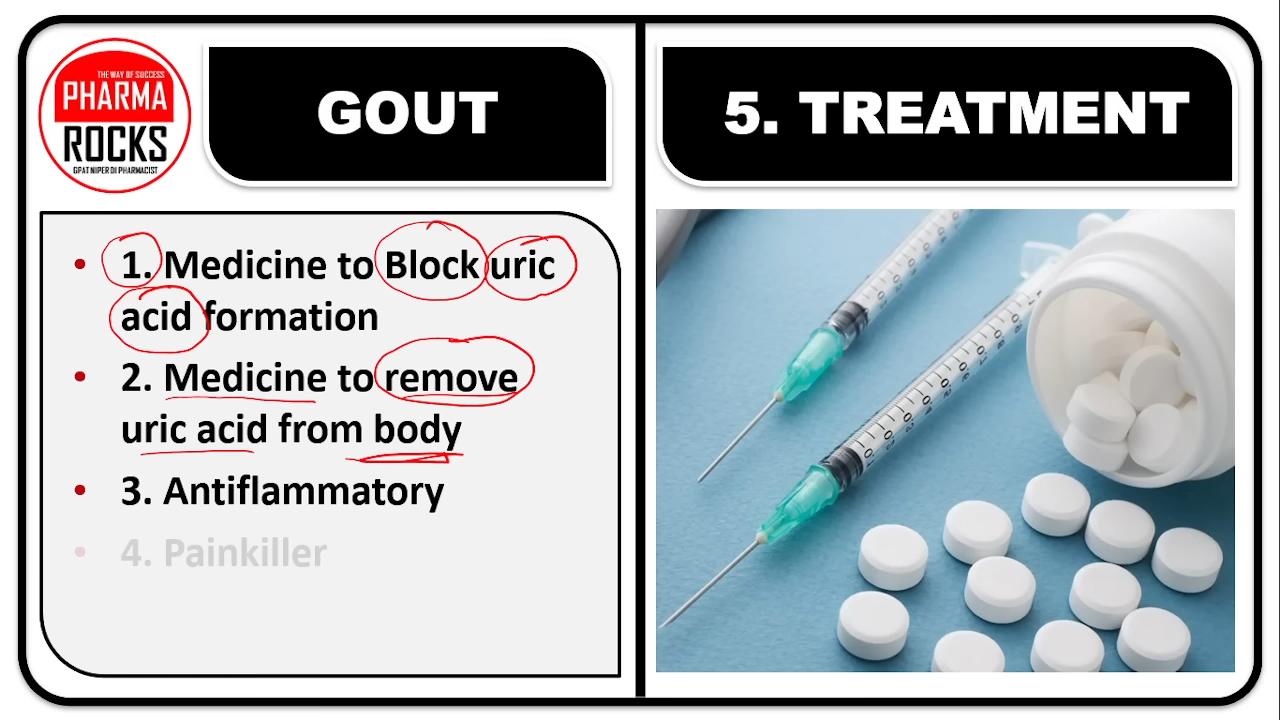 THE WAY OF SUCCESS
PHARMA
ROCKS
GPAT NIPER DI PHARMACIST
GOUT
• 1. Medicine to Block uric
acid formation
• 2. Medicine to remove
uric acid from body
• 3. Antiflammatory
• 4. Painkiller
5. TREATMENT